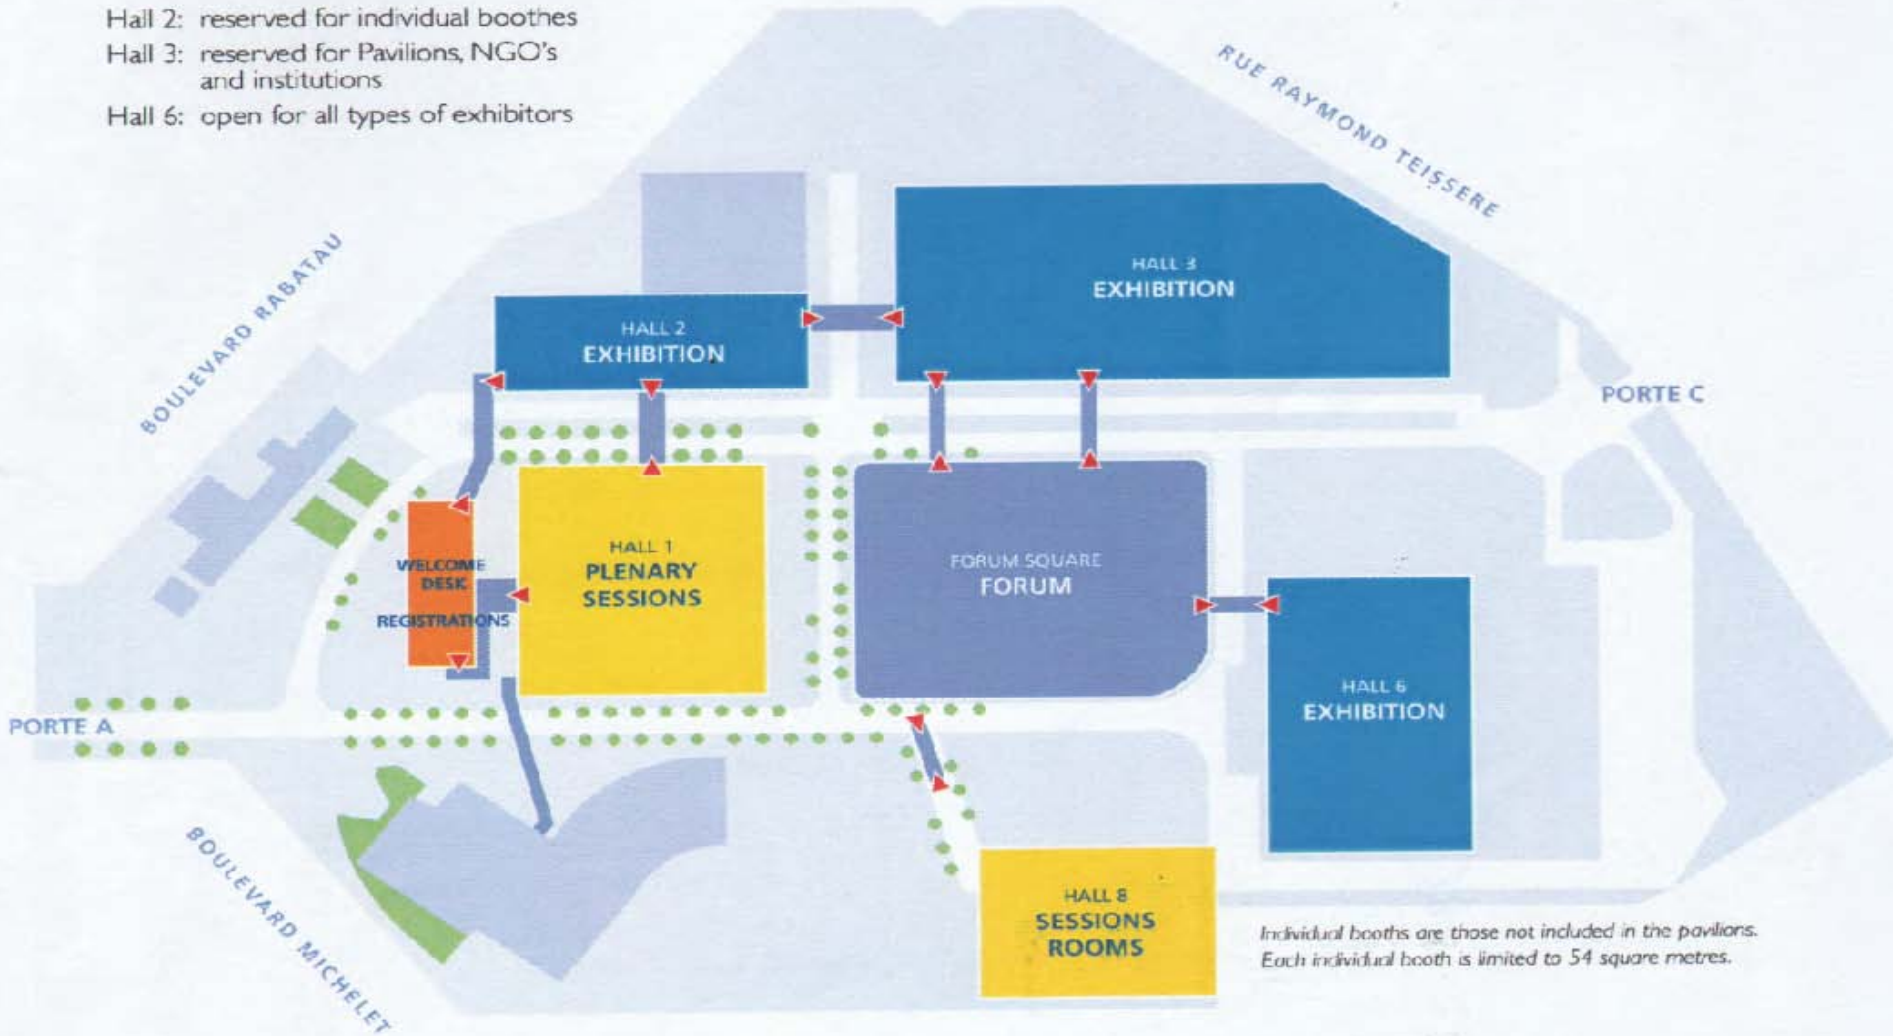 Hall 2: reserved for individual boothes
Hall 3: reserved for Pavilions, NGO's
and institutions
Hall 6: open for all types of exhibitors
RUE RAYMOND TEISSERE
BOULEVARD RABATAU
HALL 3
EXHIBITION
HALL 2
EXHIBITION
PORTE C
HALL 1
PLENARY
SESSIONS
WELCOME
DESK
REGISTRATIONS
FORUM SQUARE
FORUM
HALL 6
EXHIBITION
PORTE A
BOULEVARD MICHELET
HALL 8
SESSIONS
ROOMS
Individual booths are those not included in the pavilions.
Each individual booth is limited to 54 square metres.